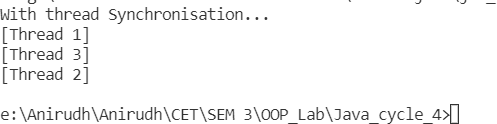 With thread Synchronisation...
[Thread 1]
[Thread 3]
[Thread 2]
e:\Anirudh\Anirudh\CET\SEM 3\OOP_Lab\Java_cycle_4>